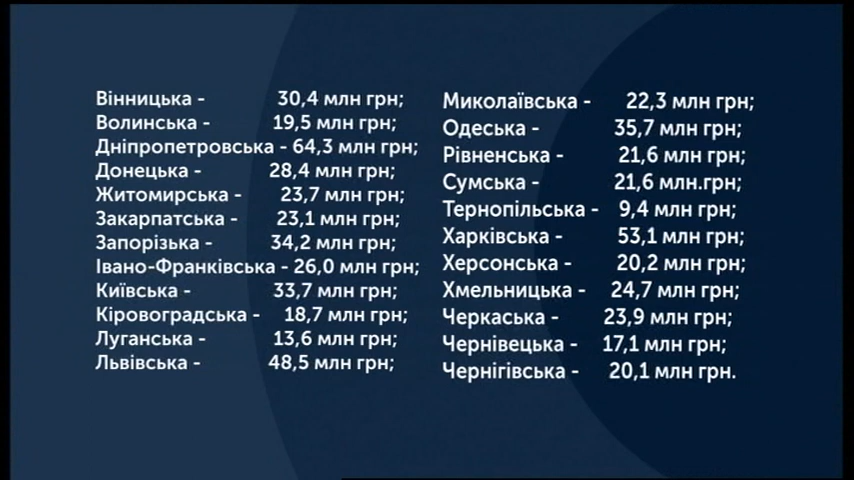 Вінницька - 30,4 млн грн;
Волинська - 19,5 млн грн;
Дніпропетровська - 64,3 млн грн;
Донецька - 28,4 млн грн;
Житомирська - 23,7 млн грн;
Закарпатська - 23,1 млн грн;
Запорізька - 34,2 млн грн;
Івано-Франківська - 26,0 млн грн;
Київська - 33,7 млн грн;
Кіровоградська - 18,7 млн грн;
Луганська - 13,6 млн грн;
Львівська - 48,5 млн грн;
Миколаївська - 22,3 млн грн;
Одеська - 35,7 млн грн;
Рівненська - 21,6 млн грн;
Сумська - 21,6 млн.грн;
Тернопільська - 9,4 млн грн;
Харківська - 53,1 млн грн;
Херсонська - 20,2 млн грн;
Хмельницька - 24,7 млн грн;
Черкаська - 23,9 млн грн;
Чернівецька - 17,1 млн грн;
Чернігівська - 20,1 млн грн.